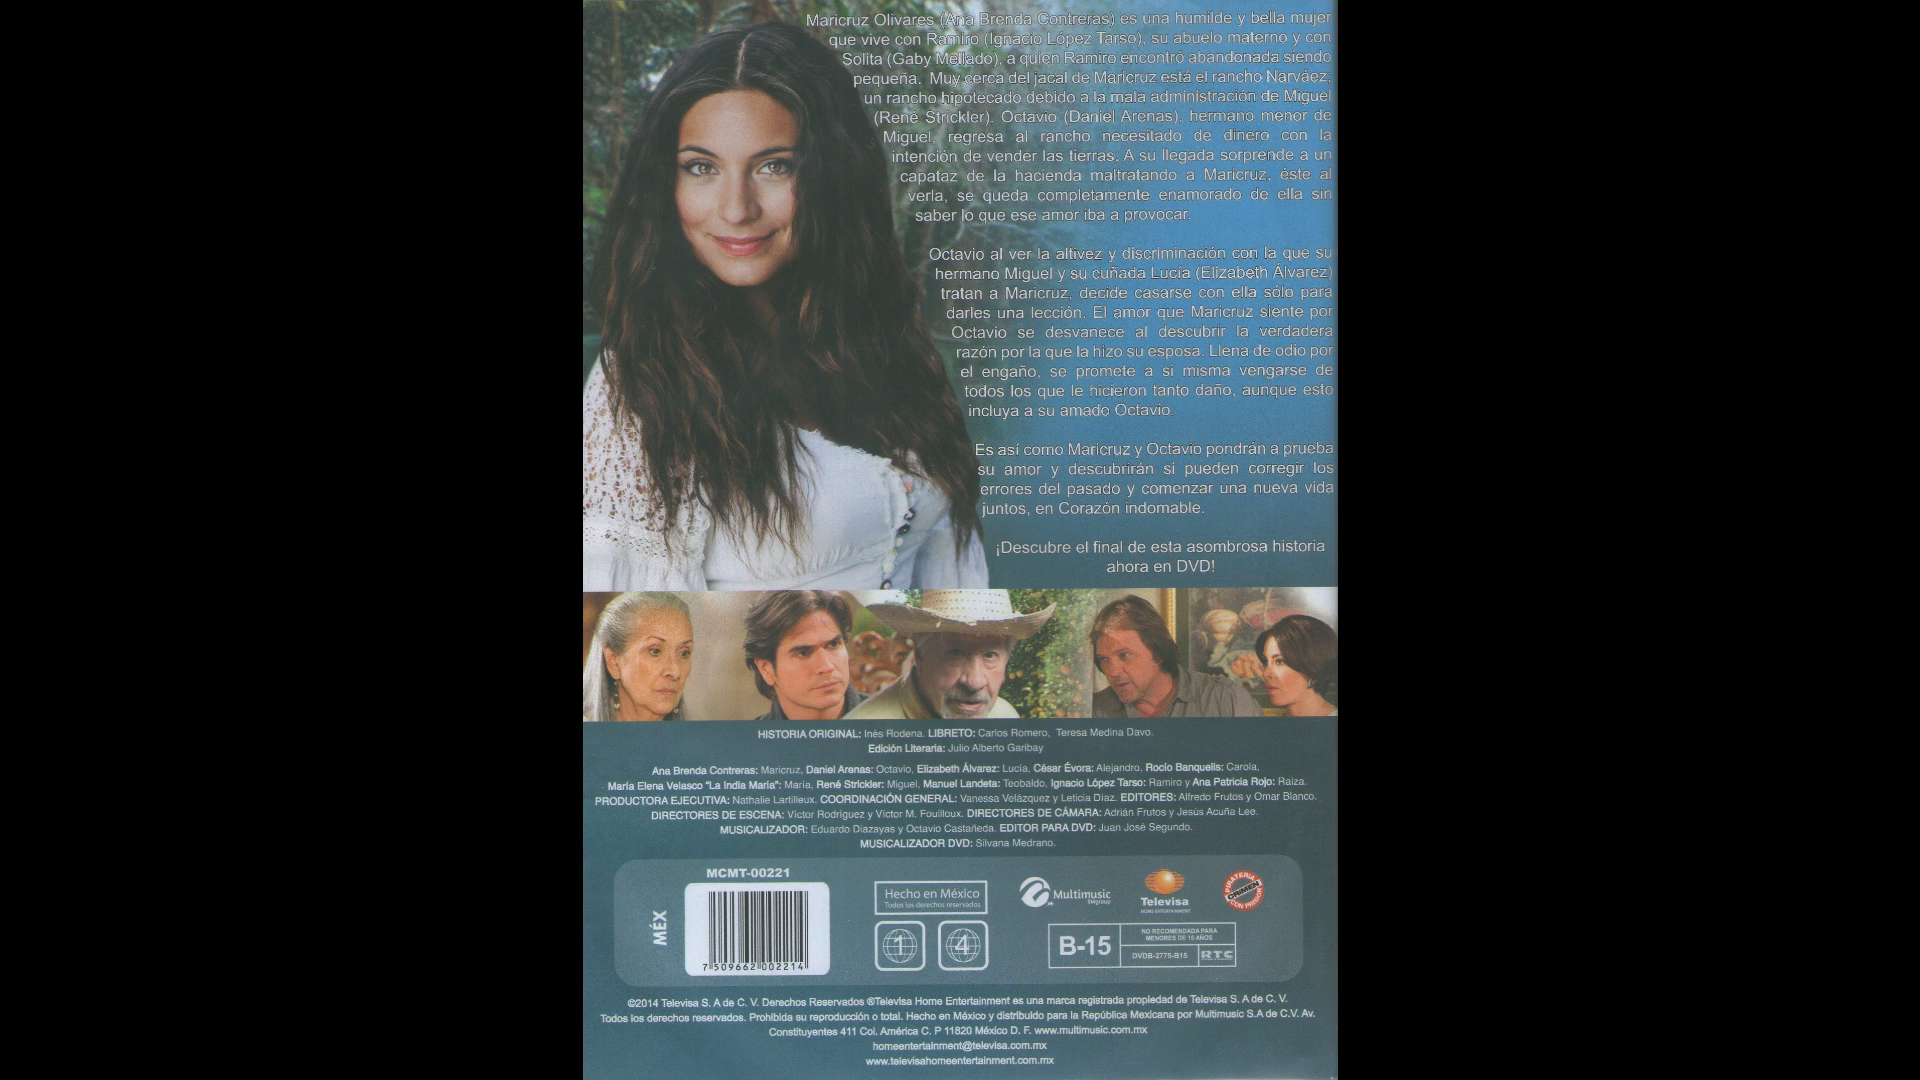 Maricruz Olivares (Ana Brenda Contreras) es una humilde y bella mujer
que vive con Ramiro (Ignacio López Tarso), su abuelo materno y con
Solita (Gaby Mellado), a quien Ramiro encontró abandonada siendo
pequeña. Muy cerca del jacal de Maricruz está el rancho Narváez,
un rancho hipotecado debido a la mala administración de Miguel
(René Strickler). Octavio (Daniel Arenas), hermano menor de
Miguel, regresa al rancho necesitado de dinero con la
intención de vender las tierras. A su llegada sorprende a un
capataz de la hacienda maltratando a Maricruz, éste al
verla, se queda completamente enamorado de ella sin
saber lo que ese amor iba a provocar.
Octavio al ver la altivez y discriminación con la que su
hermano Miguel y su cuñada Lucía (Elizabeth Álvarez)
tratan a Maricruz, decide casarse con ella sólo para
darles una lección. El amor que Maricruz siente por
Octavio se desvanece al descubrir la verdadera
razón por la que la hizo su esposa. Llena de odio por
el engaño, se promete a si misma vengarse de
todos los que le hicieron tanto daño, aunque esto
incluya a su amado Octavio.
Es así como Maricruz y Octavio pondrán a prueba
su amor y descubrirán si pueden corregir los
errores del pasado y comenzar una nueva vida
juntos, en Corazón indomable.
¡Descubre el final de esta asombrosa historia
ahora en DVD!
HISTORIA ORIGINAL: Inés Rodena. LIBRETO: Carlos Romero, Teresa Medina Davo.
Edición Literaria: Julio Alberto Garibay
Ana Brenda Contreras: Maricruz, Daniel Arenas: Octavio, Elizabeth Álvarez: Lucía, César Évora: Alejandro, Rocío Banquells: Carola,
María Elena Velasco "La India María": María, René Strickler: Miguel, Manuel Landeta: Teobaldo, Ignacio López Tarso: Ramiro y Ana Patricia Rojo: Raiza.
PRODUCTORA EJECUTIVA: Nathalie Lartilleux. COORDINACIÓN GENERAL: Vanessa Velázquez y Leticia Díaz. EDITORES: Alfredo Frutos y Omar Blanco.
DIRECTORES DE ESCENA: Víctor Rodríguez y Víctor M. Fouilloux. DIRECTORES DE CÁMARA: Adrián Frutos y Jesús Acuña Lee.
MUSICALIZADOR: Eduardo Diazayas y Octavio Castañeda. EDITOR PARA DVD: Juan José Segundo.
MUSICALIZADOR DVD: Silvana Medrano.
MCMT-00221
MÉX
7 509662 002214
Hecho en México
Todos los derechos reservados
1 4
Multimusic
Televisa
HOME ENTERTAINMENT
PIRATERIA
CRIMEN
CON PRISION
B-15
NO RECOMENDADA PARA
MENORES DE 15 AÑOS
DVDB-2775-B15
RTC
©2014 Televisa S. A de C. V. Derechos Reservados ®Televisa Home Entertainment es una marca registrada propiedad de Televisa S. A de C. V.
Todos los derechos reservados. Prohibida su reproducción o total. Hecho en México y distribuido para la República Mexicana por Multimusic S.A de C.V. Av.
Constituyentes 411 Col. América C. P 11820 México D. F. www.multimusic.com.mx
homeentertainment@televisa.com.mx
www.televisahomeentertainment.com.mx